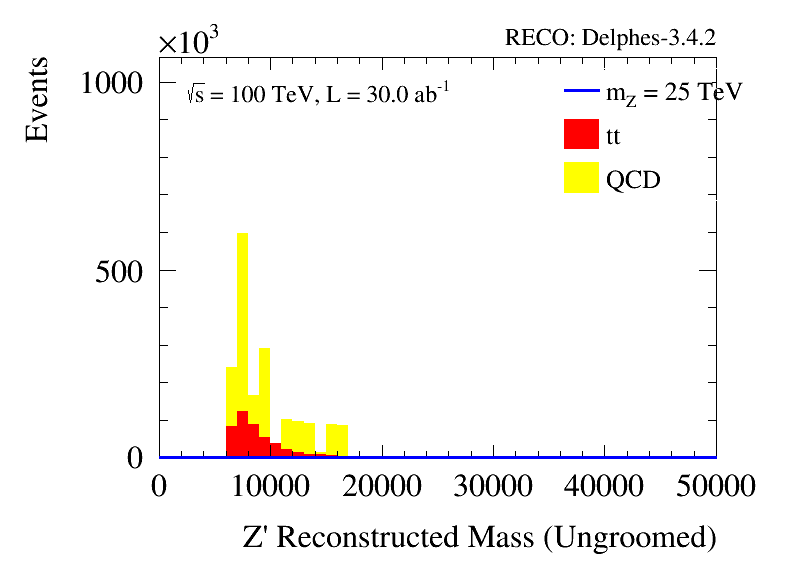 ×10³
RECO: Delphes-3.4.2
Events
1000
500
0
√s = 100 TeV, L = 30.0 ab⁻¹
m_Z = 25 TeV
tt
QCD
0 10000 20000 30000 40000 50000
Z' Reconstructed Mass (Ungroomed)